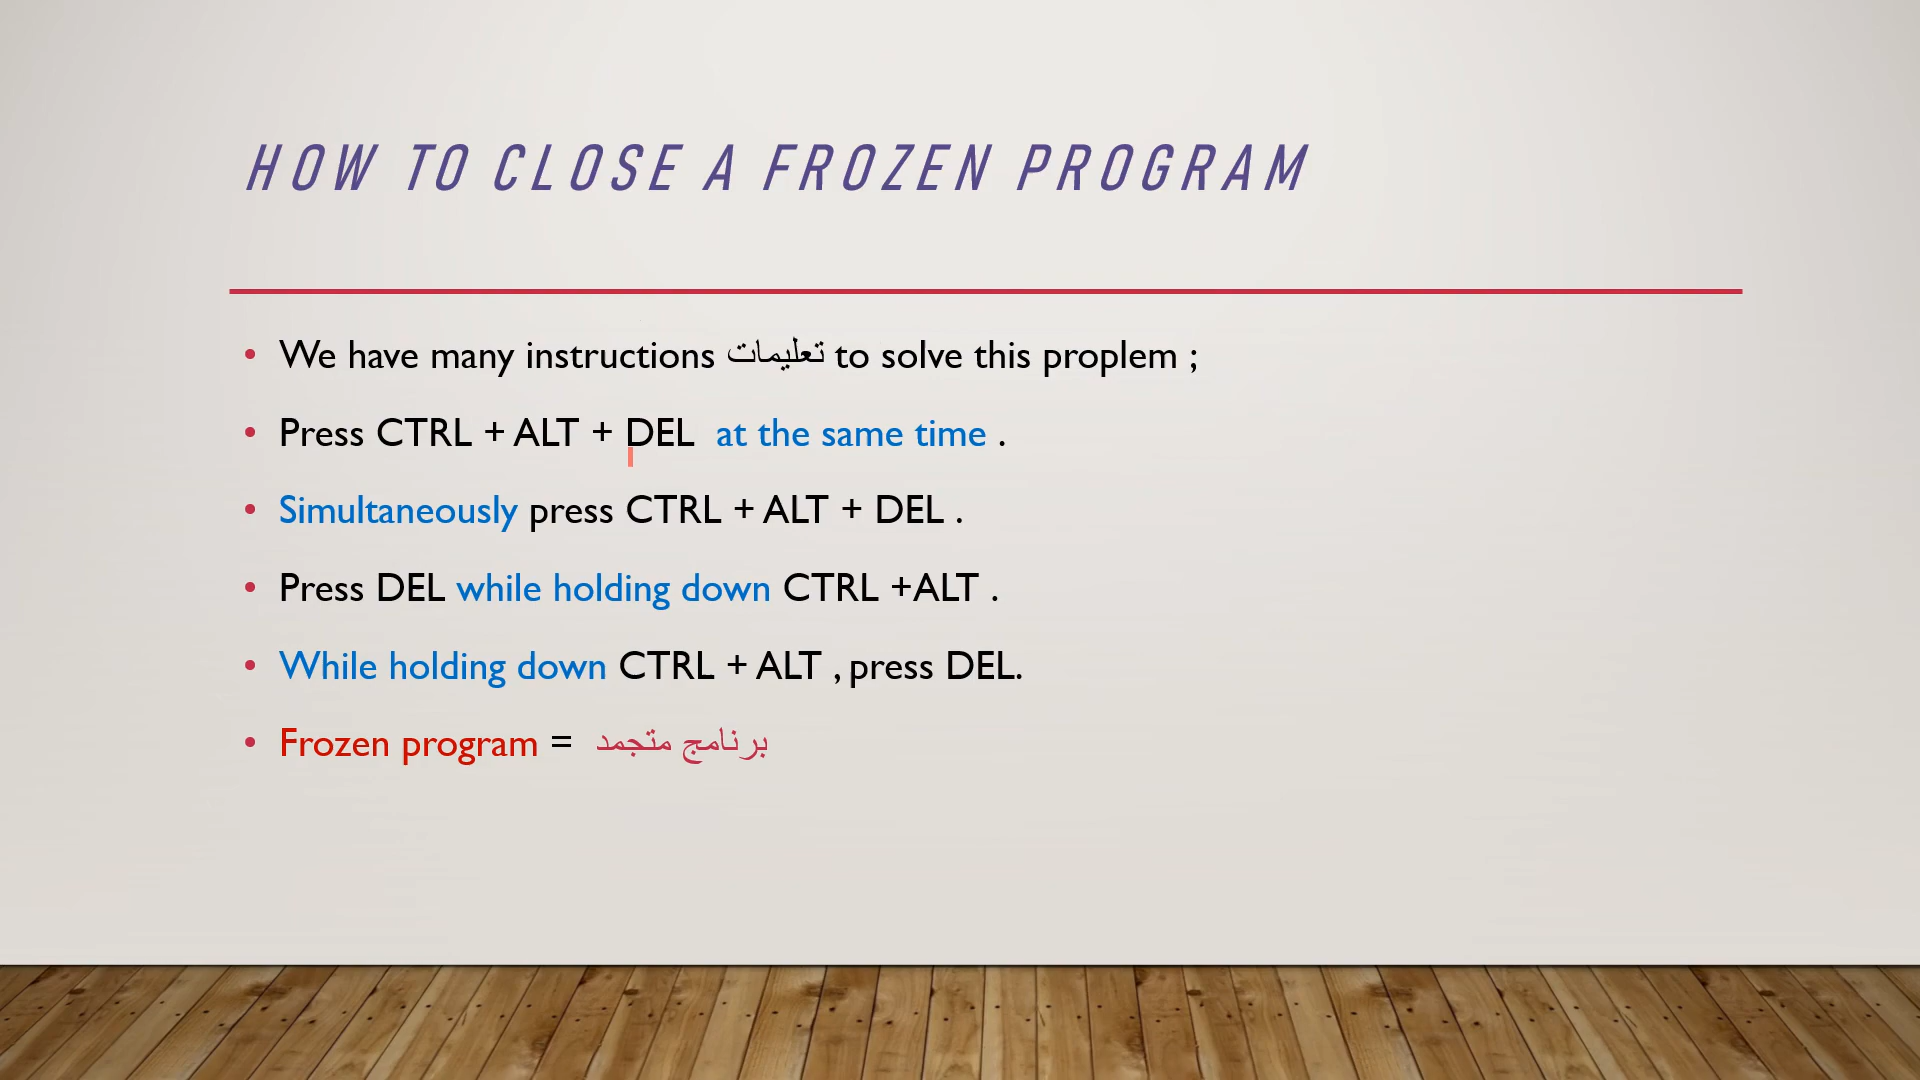 HOW TO CLOSE A FROZEN PROGRAM
• We have many instructions تعليمات to solve this proplem ;
• Press CTRL + ALT + DEL at the same time .
• Simultaneously press CTRL + ALT + DEL .
• Press DEL while holding down CTRL +ALT .
• While holding down CTRL + ALT , press DEL.
• Frozen program = برنامج متجمد